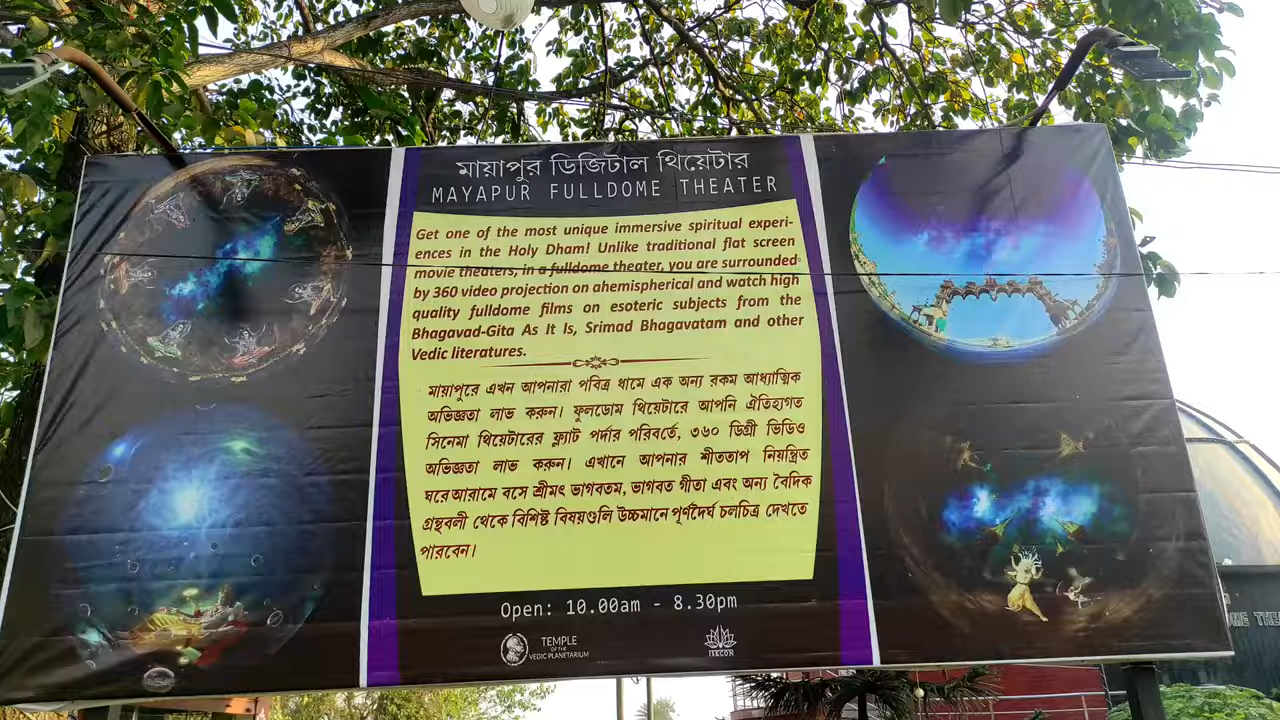 মায়াপুর ডিজিটাল থিয়েটার
MAYAPUR FULLDOME THEATER
Get one of the most unique immersive spiritual experi-
ences in the Holy Dham! Unlike traditional flat screen
movie theaters, in a fulldome theater, you are surrounded
by 360 video projection on ahemispherical and watch high
quality fulldome films on esoteric subjects from the
Bhagavad-Gita As It Is, Srimad Bhagavatam and other
Vedic literatures.
মায়াপুরে এখন আপনারা পবিত্র ধামে এক অন্য রকম আধ্যাত্মিক
অভিজ্ঞতা লাভ করুন। ফুলডোম থিয়েটারে আপনি ঐতিহ্যগত
সিনেমা থিয়েটারের ফ্ল্যাট পর্দার পরিবর্তে, ৩৬০ ডিগ্রী ভিডিও
অভিজ্ঞতা লাভ করুন। এখানে আপনার শীততাপ নিয়ন্ত্রিত
ঘরে আরামে বসে শ্রীমৎ ভাগবতম, ভাগবত গীতা এবং অন্য বৈদিক
গ্রন্থবলী থেকে বিশিষ্ট বিষয়গুলি উচ্চমানে পূর্ণদৈর্ঘ চলচিত্র দেখতে
পারবেন।
Open: 10.00am - 8.30pm
TEMPLE
OF THE
VEDIC PLANETARIUM
ISKCON